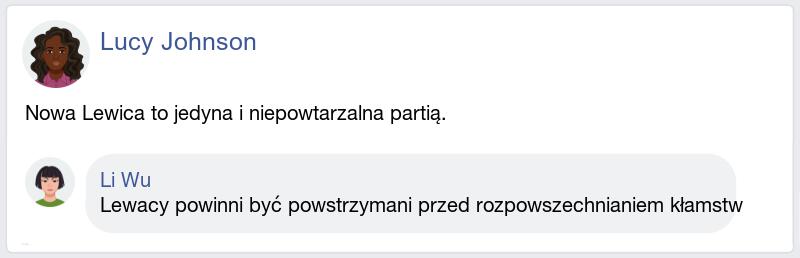 Lucy Johnson
Nowa Lewica to jedyna i niepowtarzalna partią.
Li Wu
Lewacy powinni być powstrzymani przed rozpowszechnianiem kłamstw